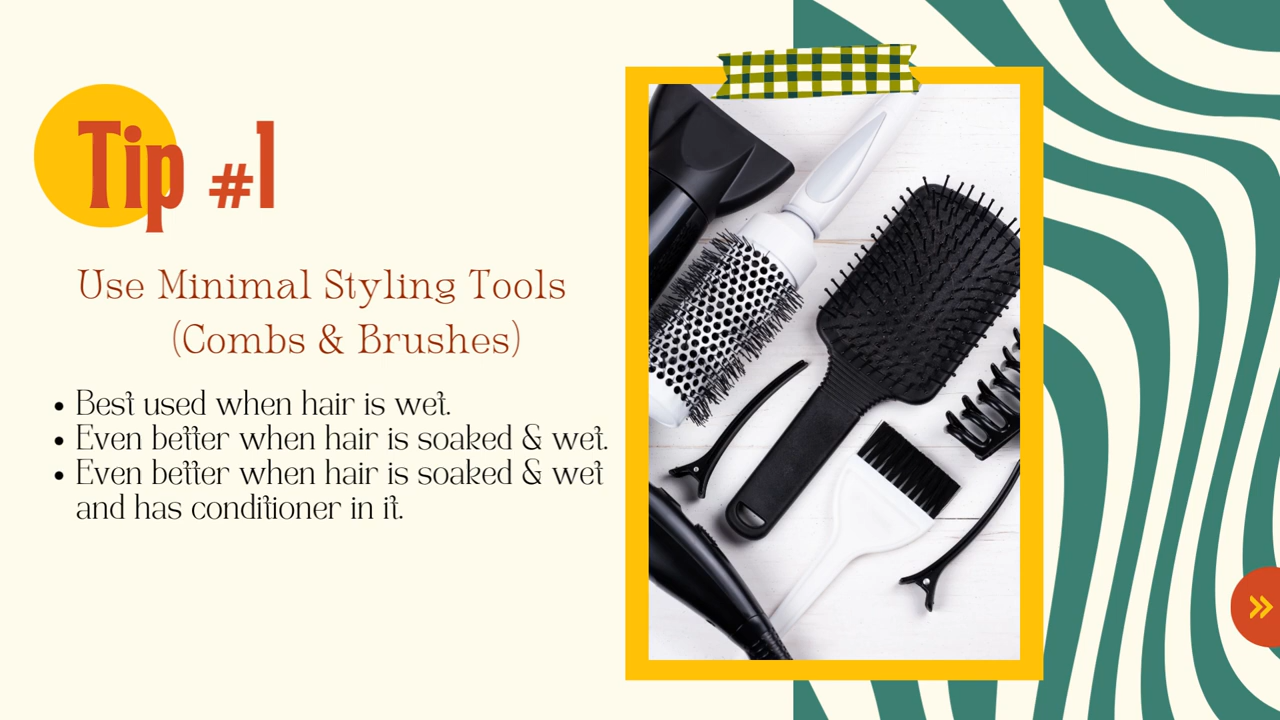 Tip #1
Use Minimal Styling Tools
(Combs & Brushes)
• Best used when hair is wet.
• Even better when hair is soaked & wet.
• Even better when hair is soaked & wet
and has conditioner in it.